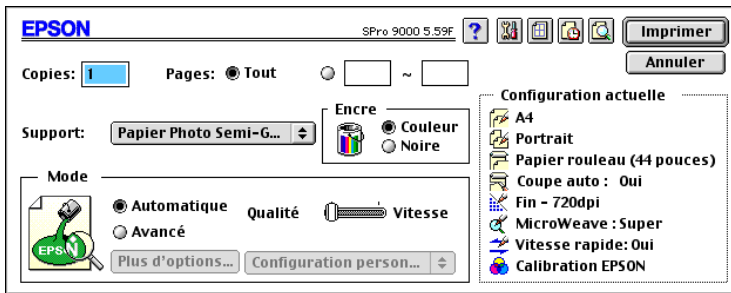 EPSON
SPro 9000 5.59F
?
Imprimer
Copies: 1
Pages: Tout
~
Annuler
Support: Papier Photo Semi-G...
Encre
Couleur
Noire
Mode
Automatique
Avancé
Qualité
Vitesse
EPSON
Plus d'options...
Configuration person...
Configuration actuelle
A4
Portrait
Papier rouleau (44 pouces)
Coupe auto : Oui
Fin - 720dpi
MicroWeave : Super
Vitesse rapide: Oui
Calibration EPSON